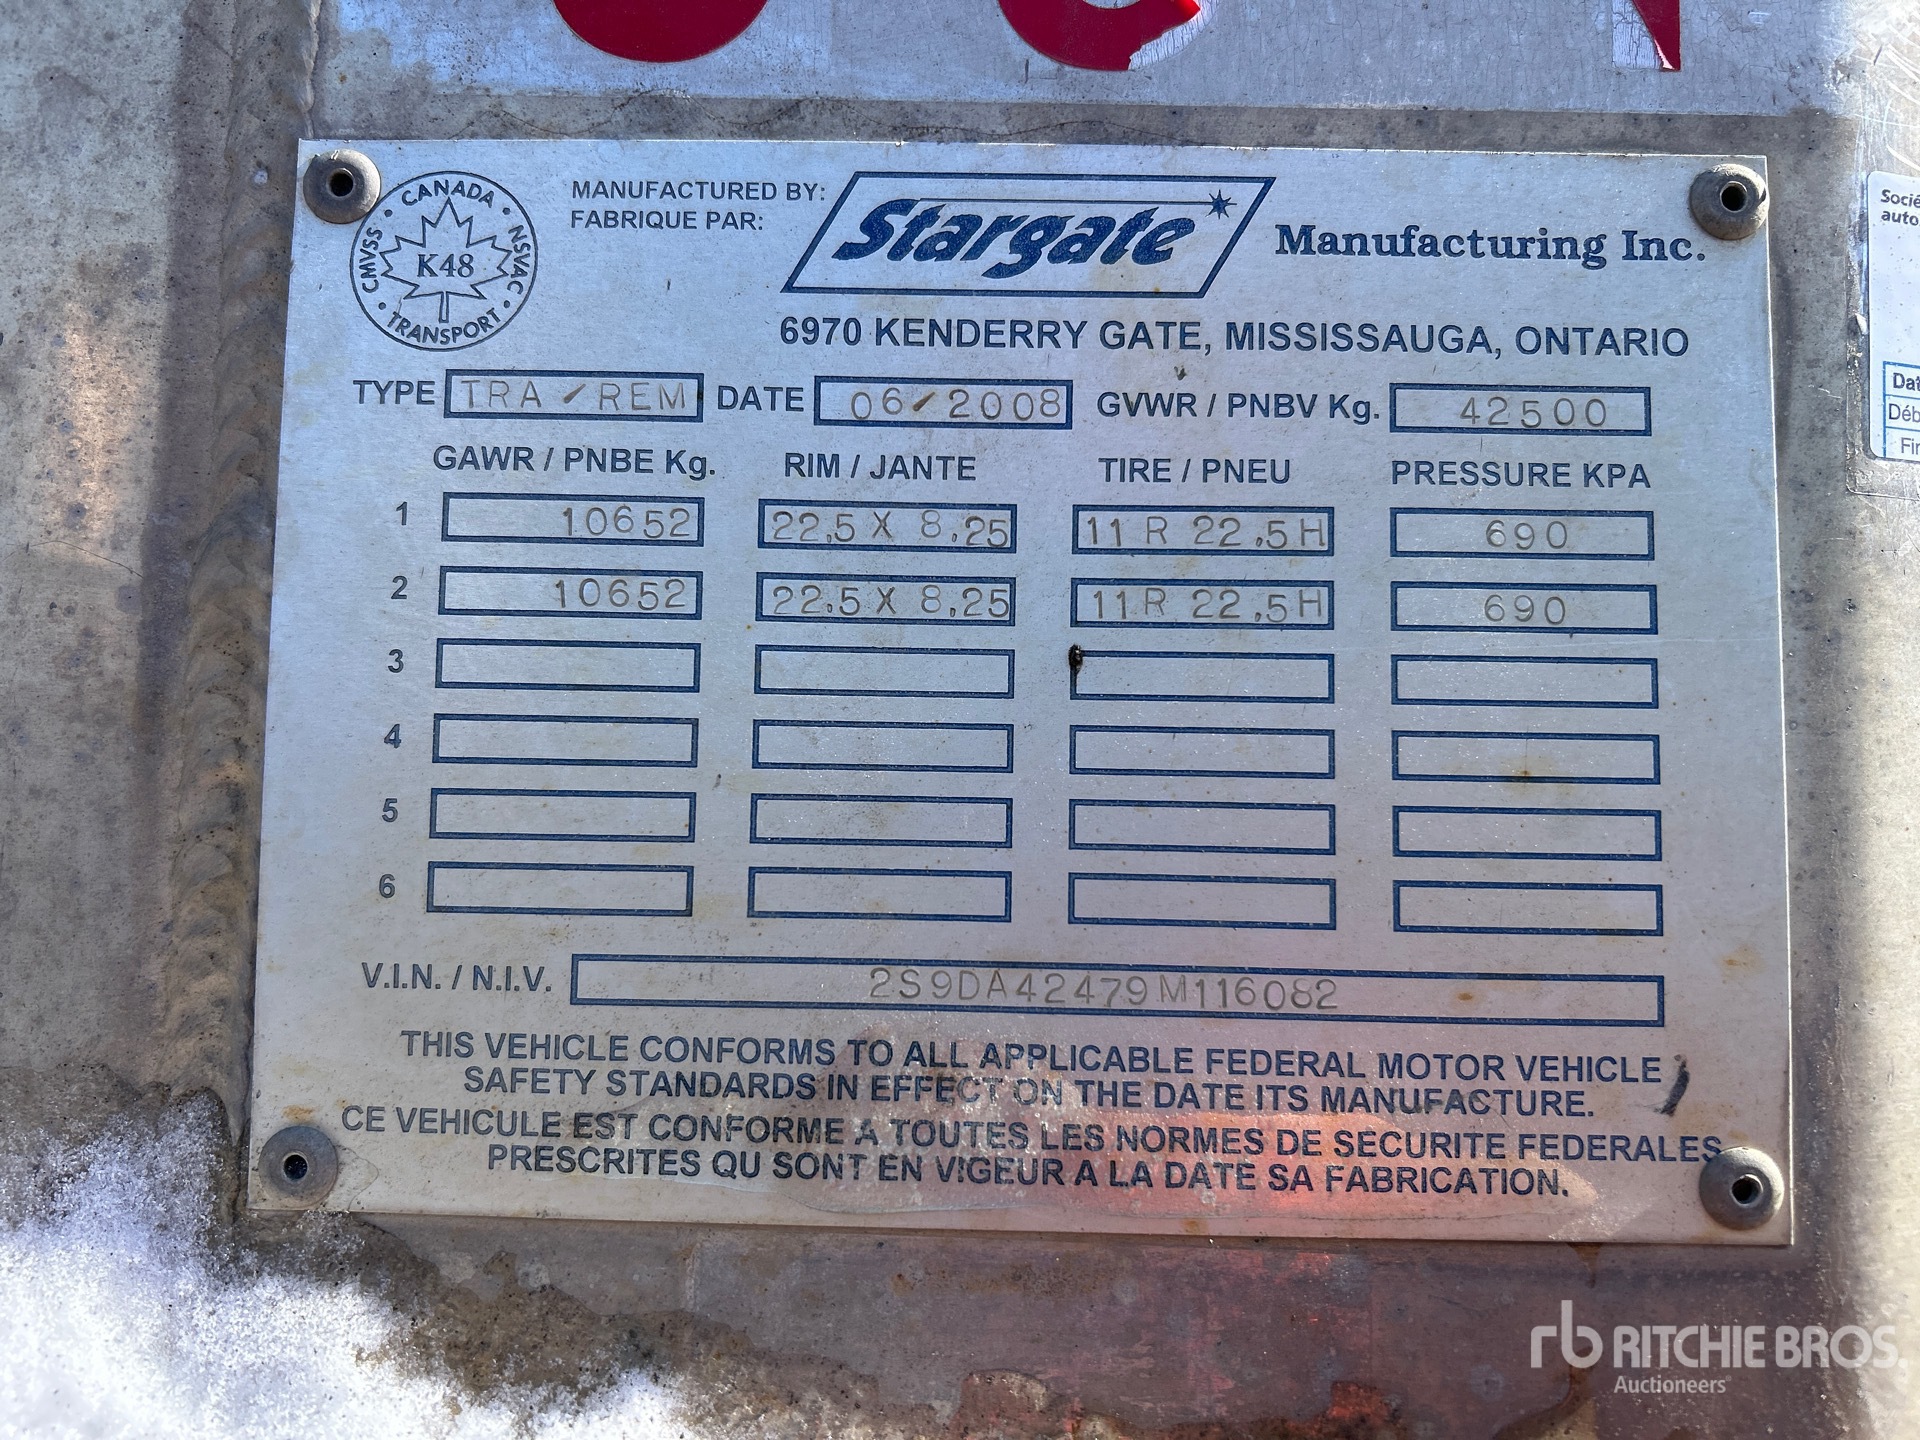 CANADA
CMVSS · NSVAC
K48
TRANSPORT
MANUFACTURED BY:
FABRIQUE PAR:
Stargate Manufacturing Inc.
6970 KENDERRY GATE, MISSISSAUGA, ONTARIO
TYPE TRA/REM DATE 06/2008 GVWR / PNBV Kg. 42500
GAWR / PNBE Kg. RIM / JANTE TIRE / PNEU PRESSURE KPA
1 10652 22.5 X 8.25 11 R 22.5H 690
2 10652 22.5 X 8.25 11 R 22.5H 690
3
4
5
6
V.I.N. / N.I.V. 2S9DA42479M116082
THIS VEHICLE CONFORMS TO ALL APPLICABLE FEDERAL MOTOR VEHICLE
SAFETY STANDARDS IN EFFECT ON THE DATE ITS MANUFACTURE.
CE VEHICULE EST CONFORME A TOUTES LES NORMES DE SECURITE FEDERALES
PRESCRITES QU SONT EN VIGEUR A LA DATE SA FABRICATION.
auto
rb RITCHIE BROS.
Auctioneers